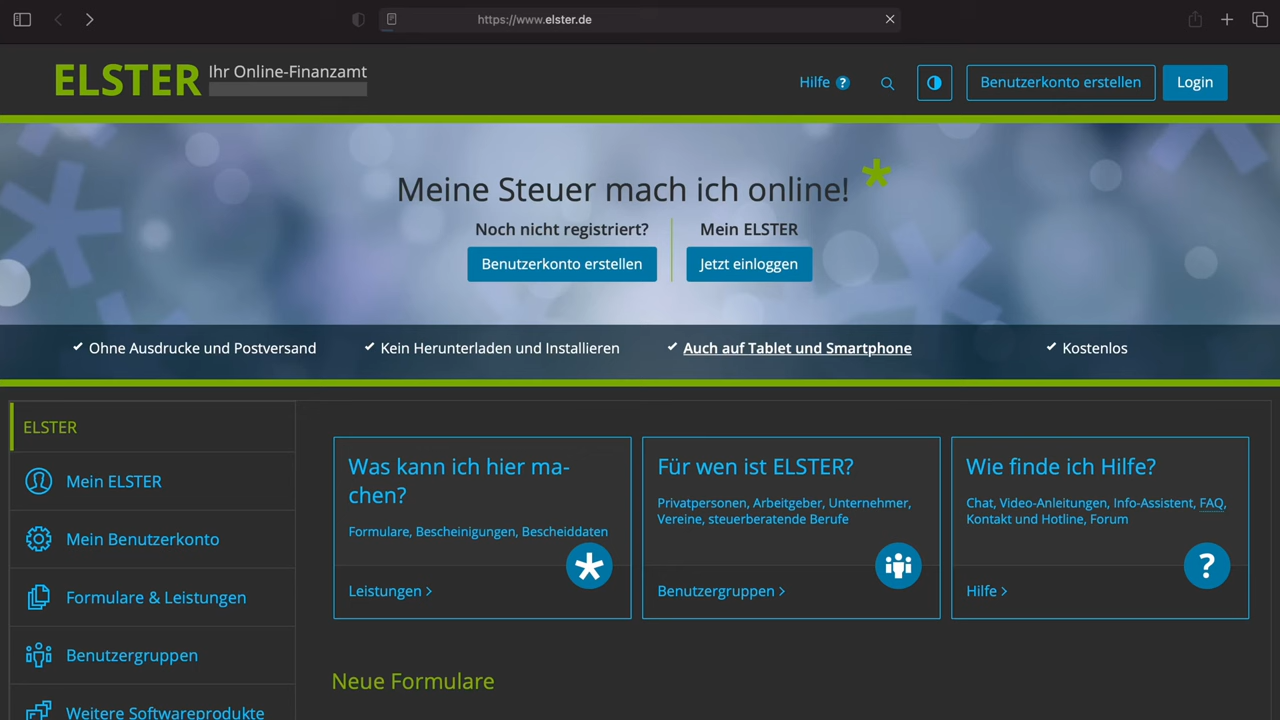 https://www.elster.de
ELSTER Ihr Online-Finanzamt
Hilfe ?
Benutzerkonto erstellen
Login
Meine Steuer mach ich online!
Noch nicht registriert?
Mein ELSTER
Benutzerkonto erstellen
Jetzt einloggen
Ohne Ausdrucke und Postversand
Kein Herunterladen und Installieren
Auch auf Tablet und Smartphone
Kostenlos
ELSTER
Mein ELSTER
Mein Benutzerkonto
Formulare & Leistungen
Benutzergruppen
Weitere Softwareprodukte
Was kann ich hier ma-
chen?
Formulare, Bescheinigungen, Bescheiddaten
Leistungen >
Für wen ist ELSTER?
Privatpersonen, Arbeitgeber, Unternehmer,
Vereine, steuerberatende Berufe
Benutzergruppen >
Wie finde ich Hilfe?
Chat, Video-Anleitungen, Info-Assistent, FAQ,
Kontakt und Hotline, Forum
?
Hilfe >
Neue Formulare